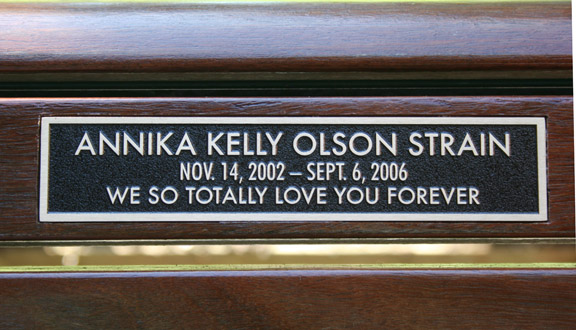 ANNIKA KELLY OLSON STRAIN
NOV. 14, 2002 – SEPT. 6, 2006
WE SO TOTALLY LOVE YOU FOREVER